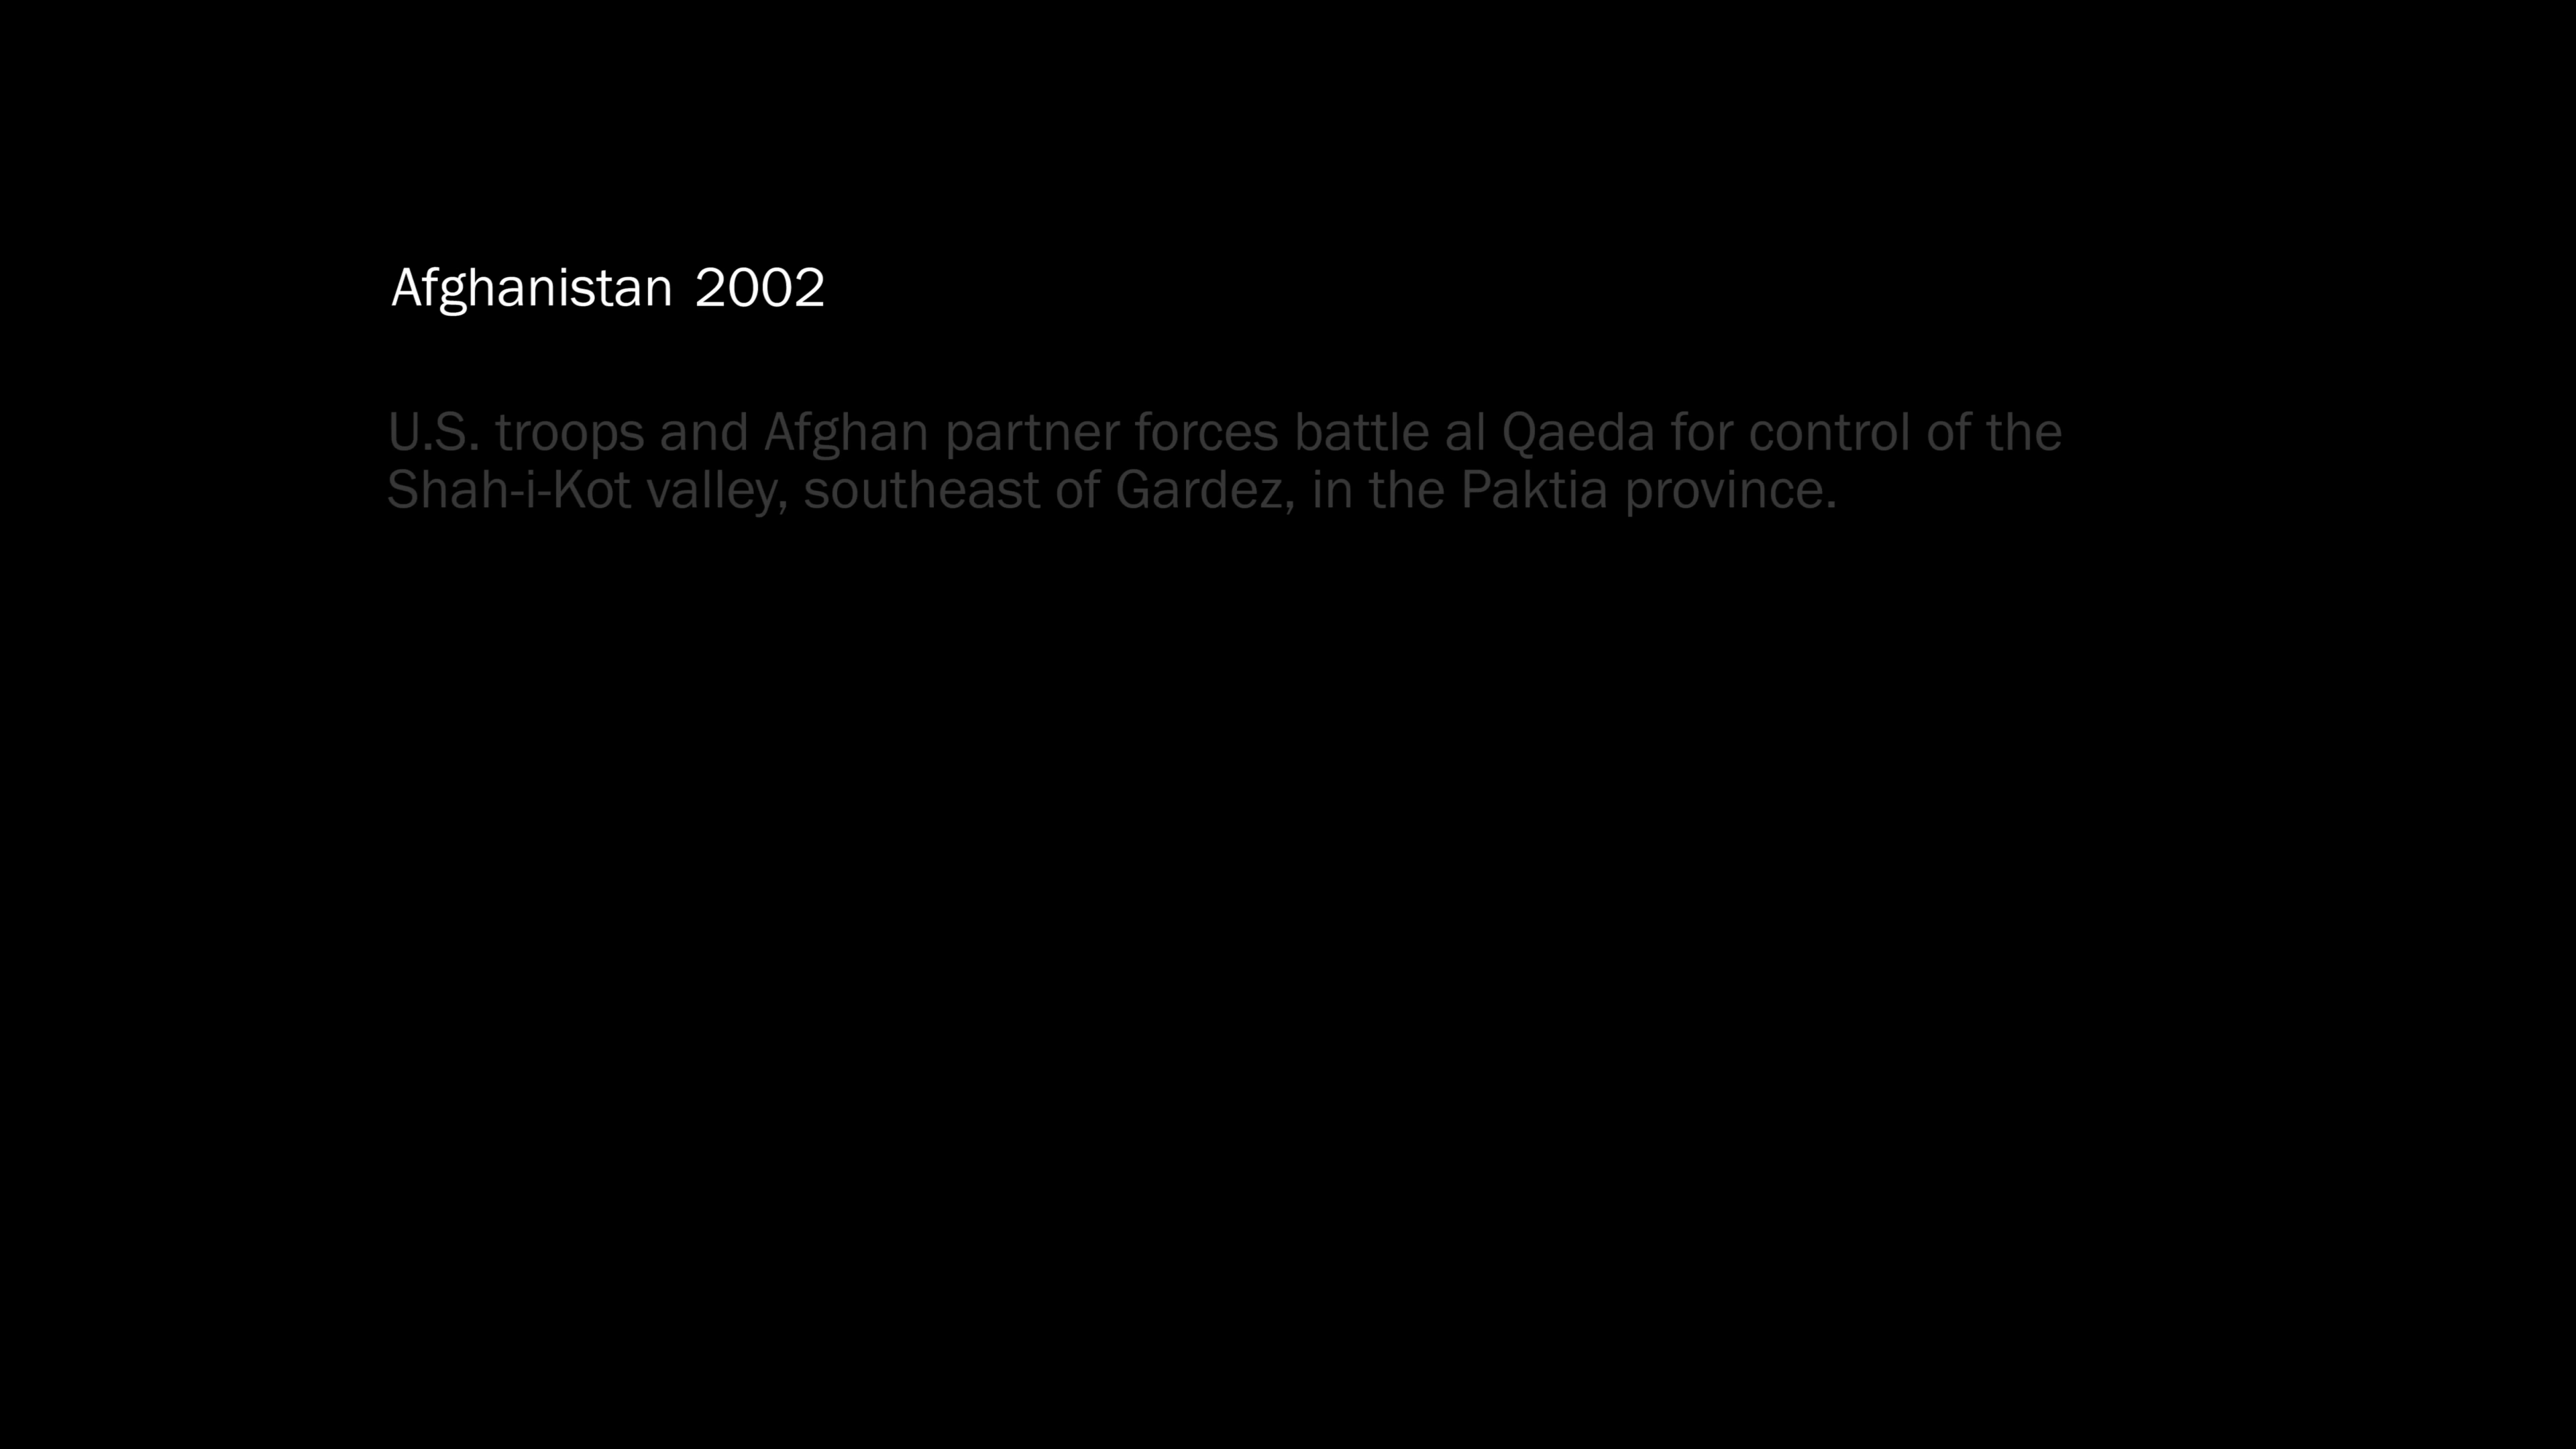 Afghanistan 2002
U.S. troops and Afghan partner forces battle al Qaeda for control of the
Shah-i-Kot valley, southeast of Gardez, in the Paktia province.